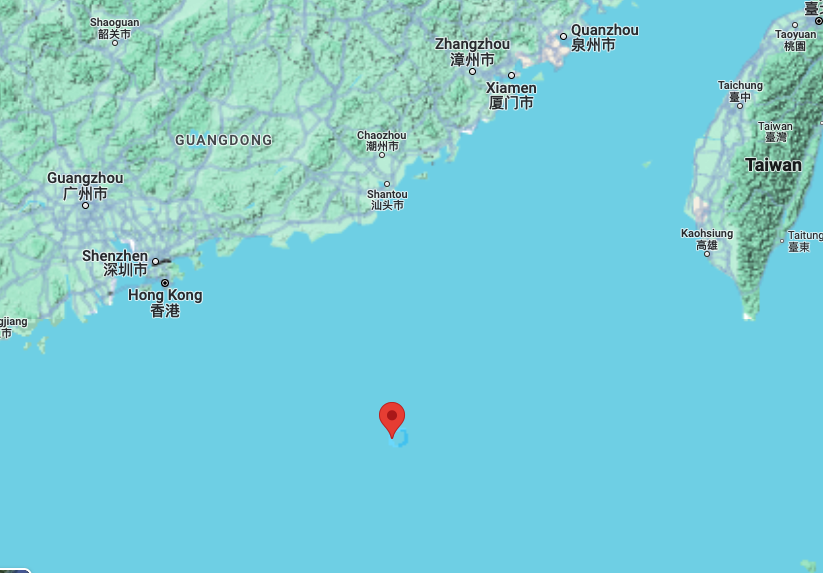 Shaoguan
韶关市
Quanzhou
泉州市
Taoyuan
桃園
Zhangzhou
漳州市
Xiamen
厦门市
Taichung
臺中
Taiwan
臺灣
Taiwan
GUANGDONG
Chaozhou
潮州市
Guangzhou
广州市
Shantou
汕头市
Kaohsiung
高雄
Taitung
臺東
Shenzhen
深圳市
Hong Kong
香港
gjiang
市